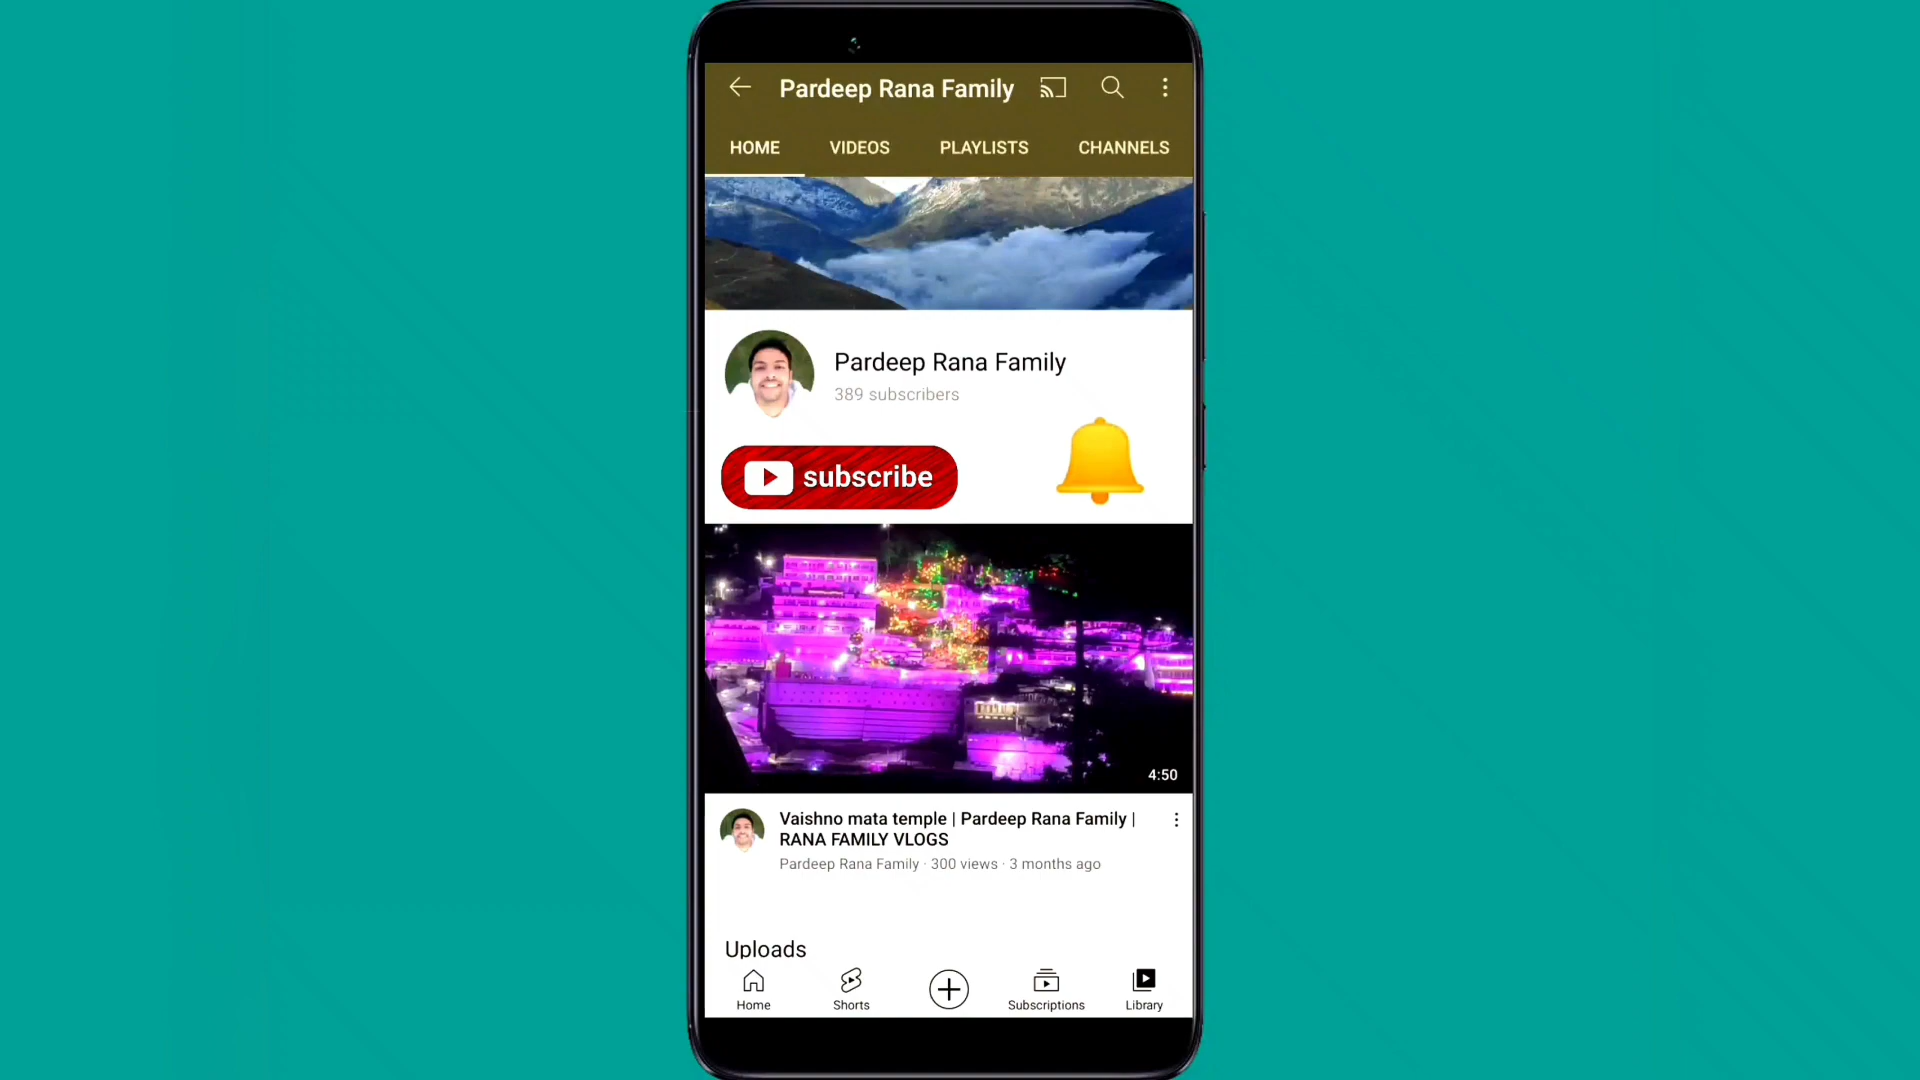 Pardeep Rana Family
HOME VIDEOS PLAYLISTS CHANNELS
Pardeep Rana Family
389 subscribers
subscribe
4:50
Vaishno mata temple | Pardeep Rana Family |
RANA FAMILY VLOGS
Pardeep Rana Family · 300 views · 3 months ago
Uploads
Home Shorts Subscriptions Library